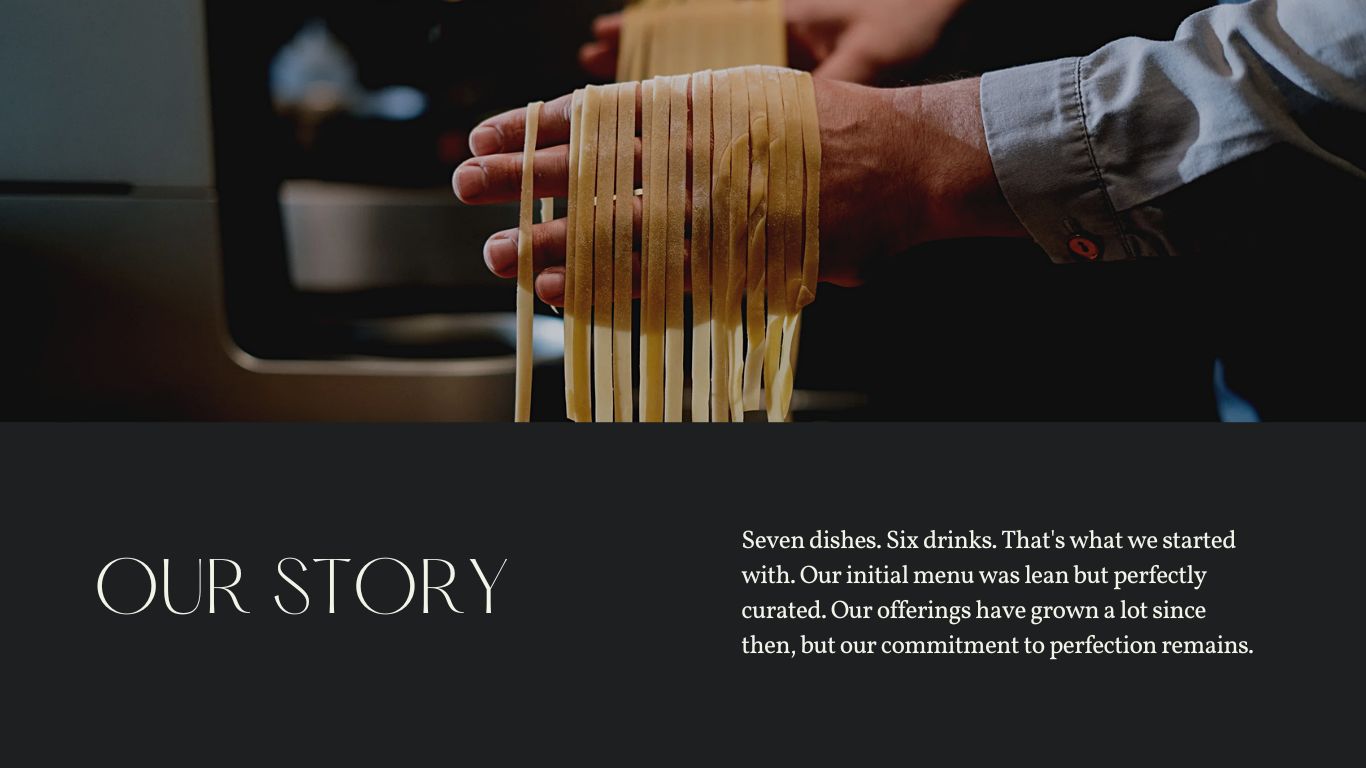 OUR STORY
Seven dishes. Six drinks. That's what we started
with. Our initial menu was lean but perfectly
curated. Our offerings have grown a lot since
then, but our commitment to perfection remains.